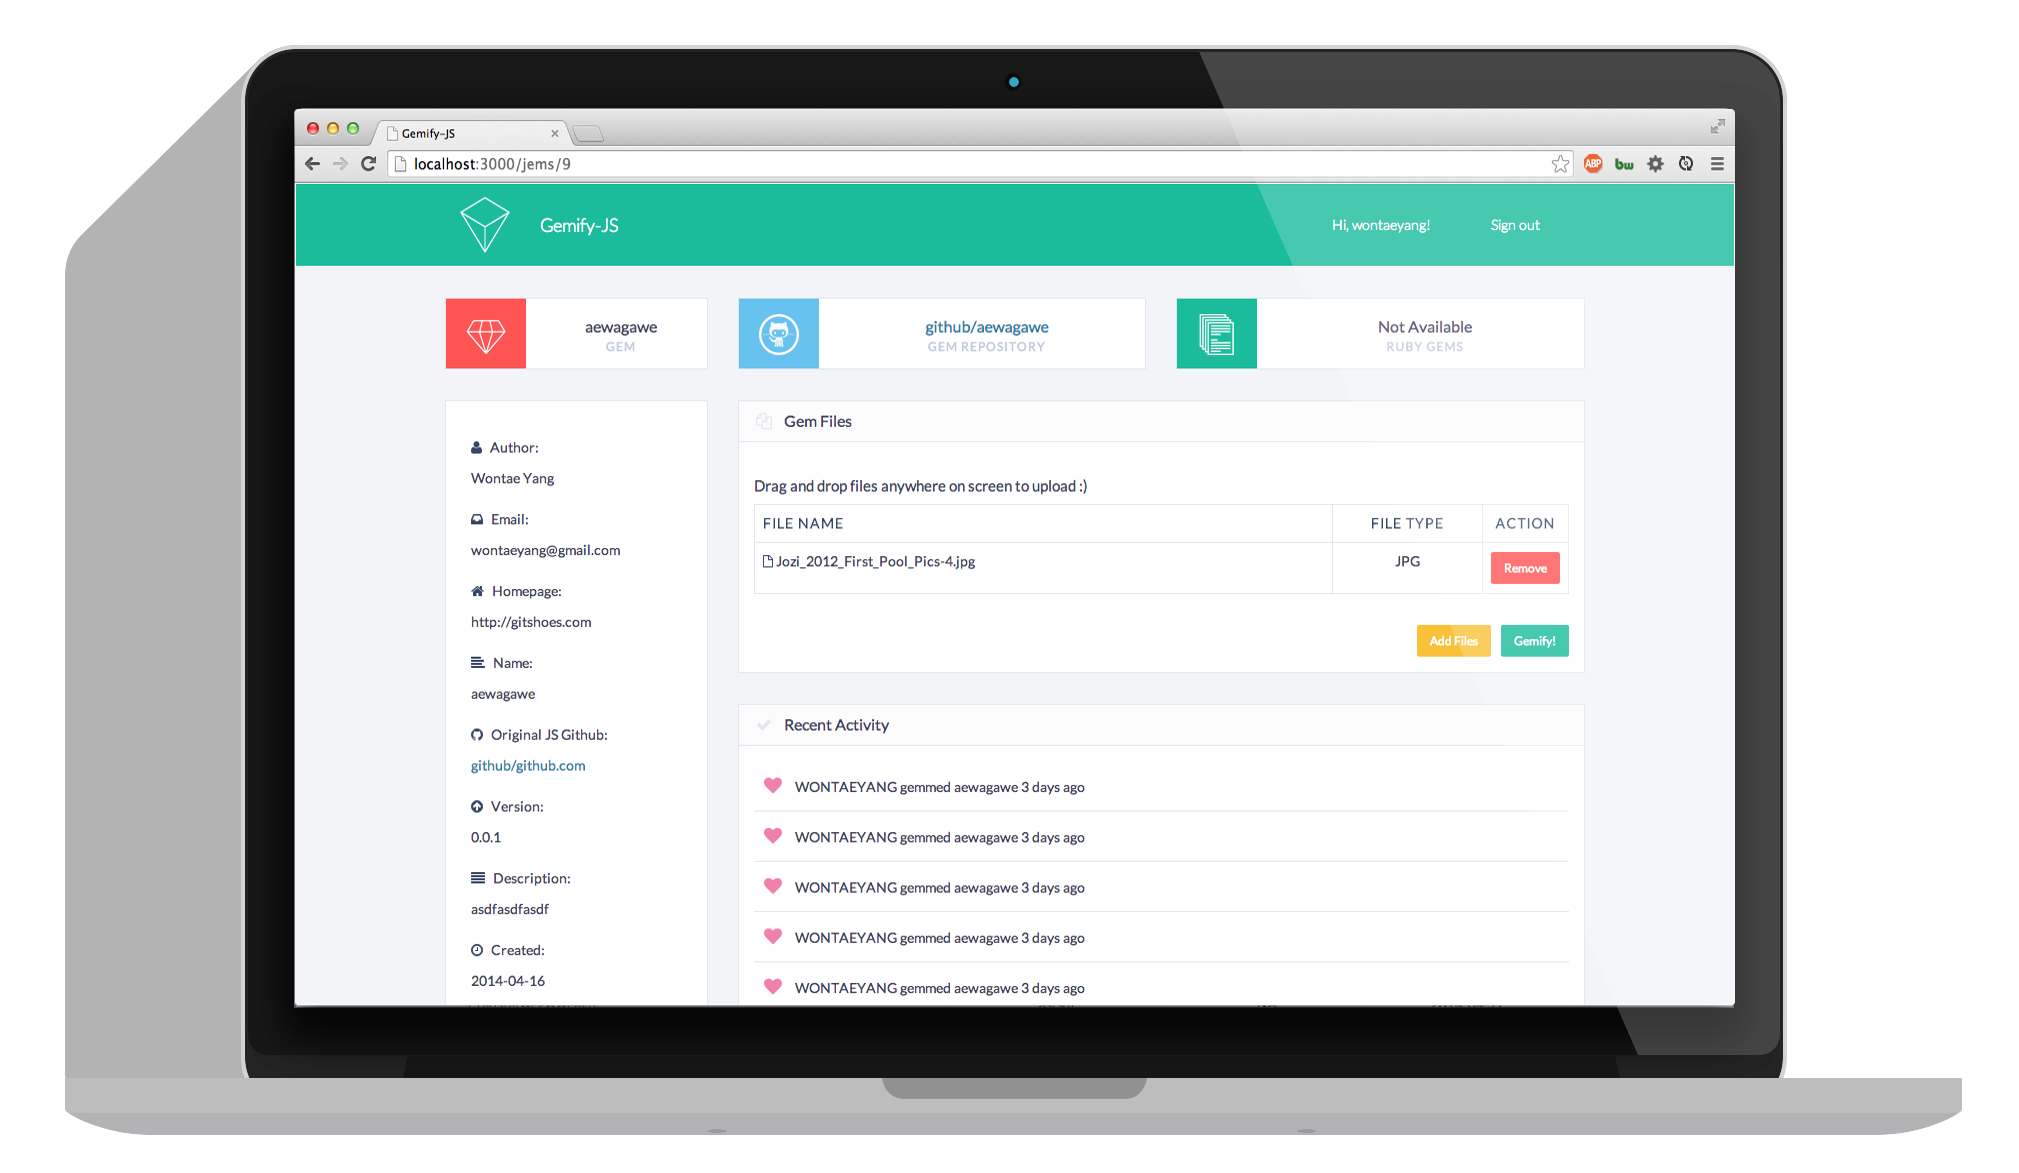 Gemify-JS
localhost:3000/jems/9
ABP
bw
Gemify-JS
Hi, wontaeyang!
Sign out
aewagawe
GEM
github/aewagawe
GEM REPOSITORY
Not Available
RUBY GEMS
Author:
Wontae Yang
Email:
wontaeyang@gmail.com
Homepage:
http://gitshoes.com
Name:
aewagawe
Original JS Github:
github/github.com
Version:
0.0.1
Description:
asdfasdfasdf
Created:
2014-04-16
Gem Files
Drag and drop files anywhere on screen to upload :)
FILE NAME FILE TYPE ACTION
Jozi_2012_First_Pool_Pics-4.jpg JPG Remove
Add Files Gemify!
Recent Activity
WONTAEYANG gemmed aewagawe 3 days ago
WONTAEYANG gemmed aewagawe 3 days ago
WONTAEYANG gemmed aewagawe 3 days ago
WONTAEYANG gemmed aewagawe 3 days ago
WONTAEYANG gemmed aewagawe 3 days ago